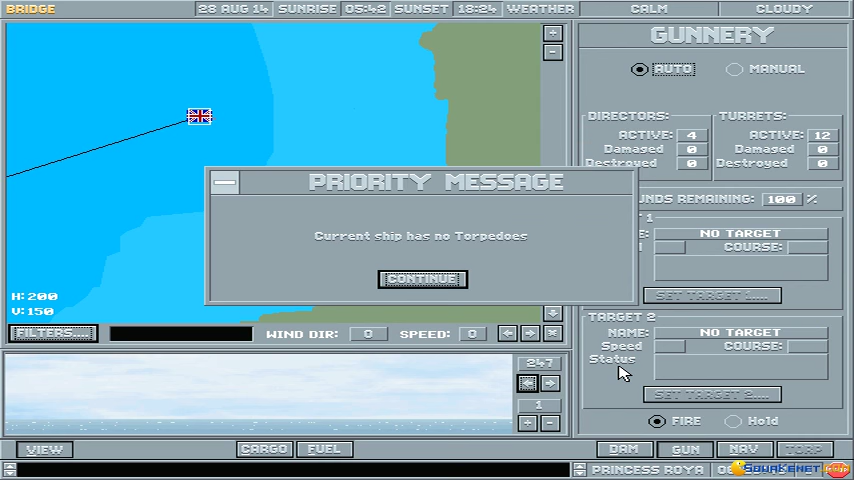 BRIDGE 28 AUG 14 SUNRISE 05:42 SUNSET 18:24 WEATHER CALM CLOUDY
GUNNERY
AUTO MANUAL
DIRECTORS: TURRETS:
ACTIVE: 4 ACTIVE: 12
Damaged 0 Damaged 0
Destroyed 0 Destroyed 0
PRIORITY MESSAGE
UNDS REMAINING: 100 %
Current ship has no Torpedoes
CONTINUE
1
E: NO TARGET
COURSE:
SET TARGET 1....
H:200
V:150
FILTERS... WIND DIR: 0 SPEED: 0
TARGET 2
NAME: NO TARGET
Speed COURSE:
Status
SET TARGET 2....
247
1
FIRE Hold
VIEW CARGO FUEL DAM GUN NAV TORP
PRINCESS ROYA
SquakeNet.com